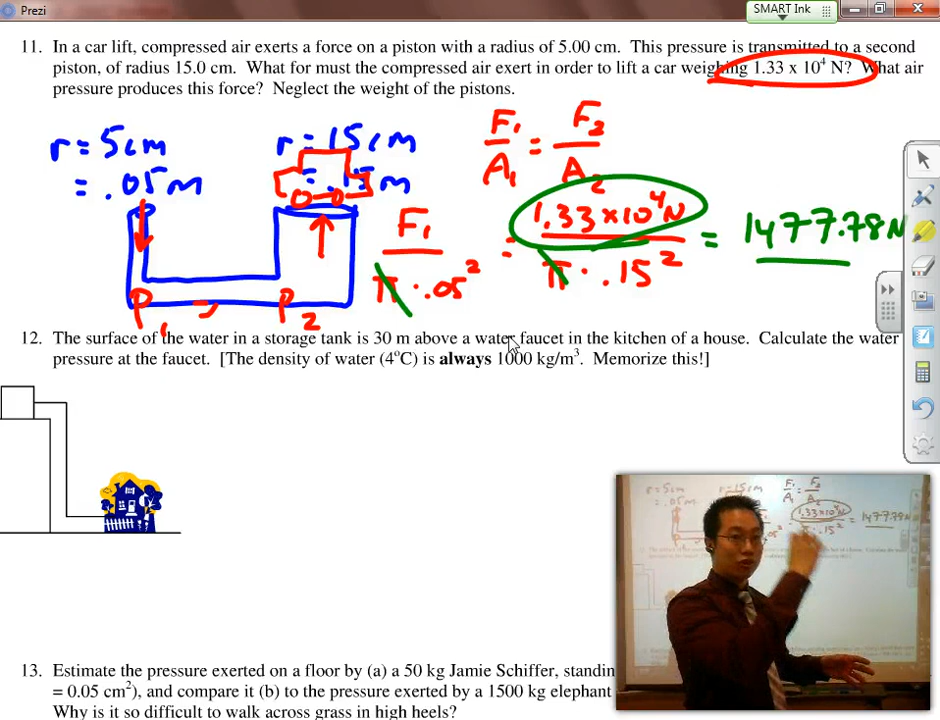 Prezi
SMART Ink
11. In a car lift, compressed air exerts a force on a piston with a radius of 5.00 cm. This pressure is transmitted to a second
piston, of radius 15.0 cm. What for must the compressed air exert in order to lift a car weighing 1.33 x 10⁴ N? What air
pressure produces this force? Neglect the weight of the pistons.
r = 5cm
= .05 m
r = 15cm
= .15 m
F₁/A₁ = F₂/A₂
F₁/π · .05² = 1.33×10⁴N/π · .15² = 1477.78N
P₁ = P₂
12. The surface of the water in a storage tank is 30 m above a water faucet in the kitchen of a house. Calculate the water
pressure at the faucet. [The density of water (4°C) is always 1000 kg/m³. Memorize this!]
13. Estimate the pressure exerted on a floor by (a) a 50 kg Jamie Schiffer, standin
= 0.05 cm²), and compare it (b) to the pressure exerted by a 1500 kg elephant
Why is it so difficult to walk across grass in high heels?